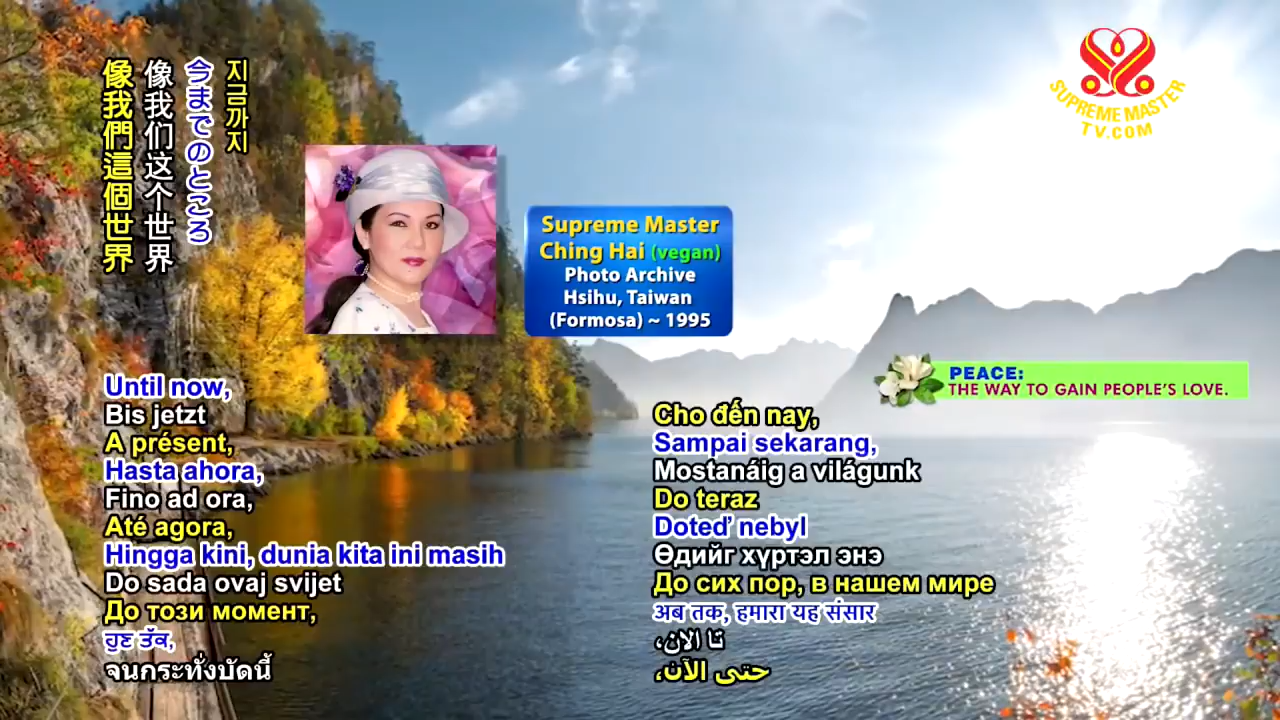 지금까지
今までのところ
像我们这个世界
像我們這個世界
SUPREME MASTER
TV.COM
Supreme Master
Ching Hai (vegan)
Photo Archive
Hsihu, Taiwan
(Formosa) ~ 1995
PEACE:
THE WAY TO GAIN PEOPLE'S LOVE.
Until now,
Bis jetzt
A présent,
Hasta ahora,
Fino ad ora,
Até agora,
Hingga kini, dunia kita ini masih
Do sada ovaj svijet
До този момент,
ਹੁਣ ਤੱਕ,
จนกระทั่งบัดนี้
Cho đến nay,
Sampai sekarang,
Mostanáig a világunk
Do teraz
Doteď nebyl
Өдийг хүртэл энэ
До сих пор, в нашем мире
अब तक, हमारा यह संसार
تا الان،
حتى الآن،